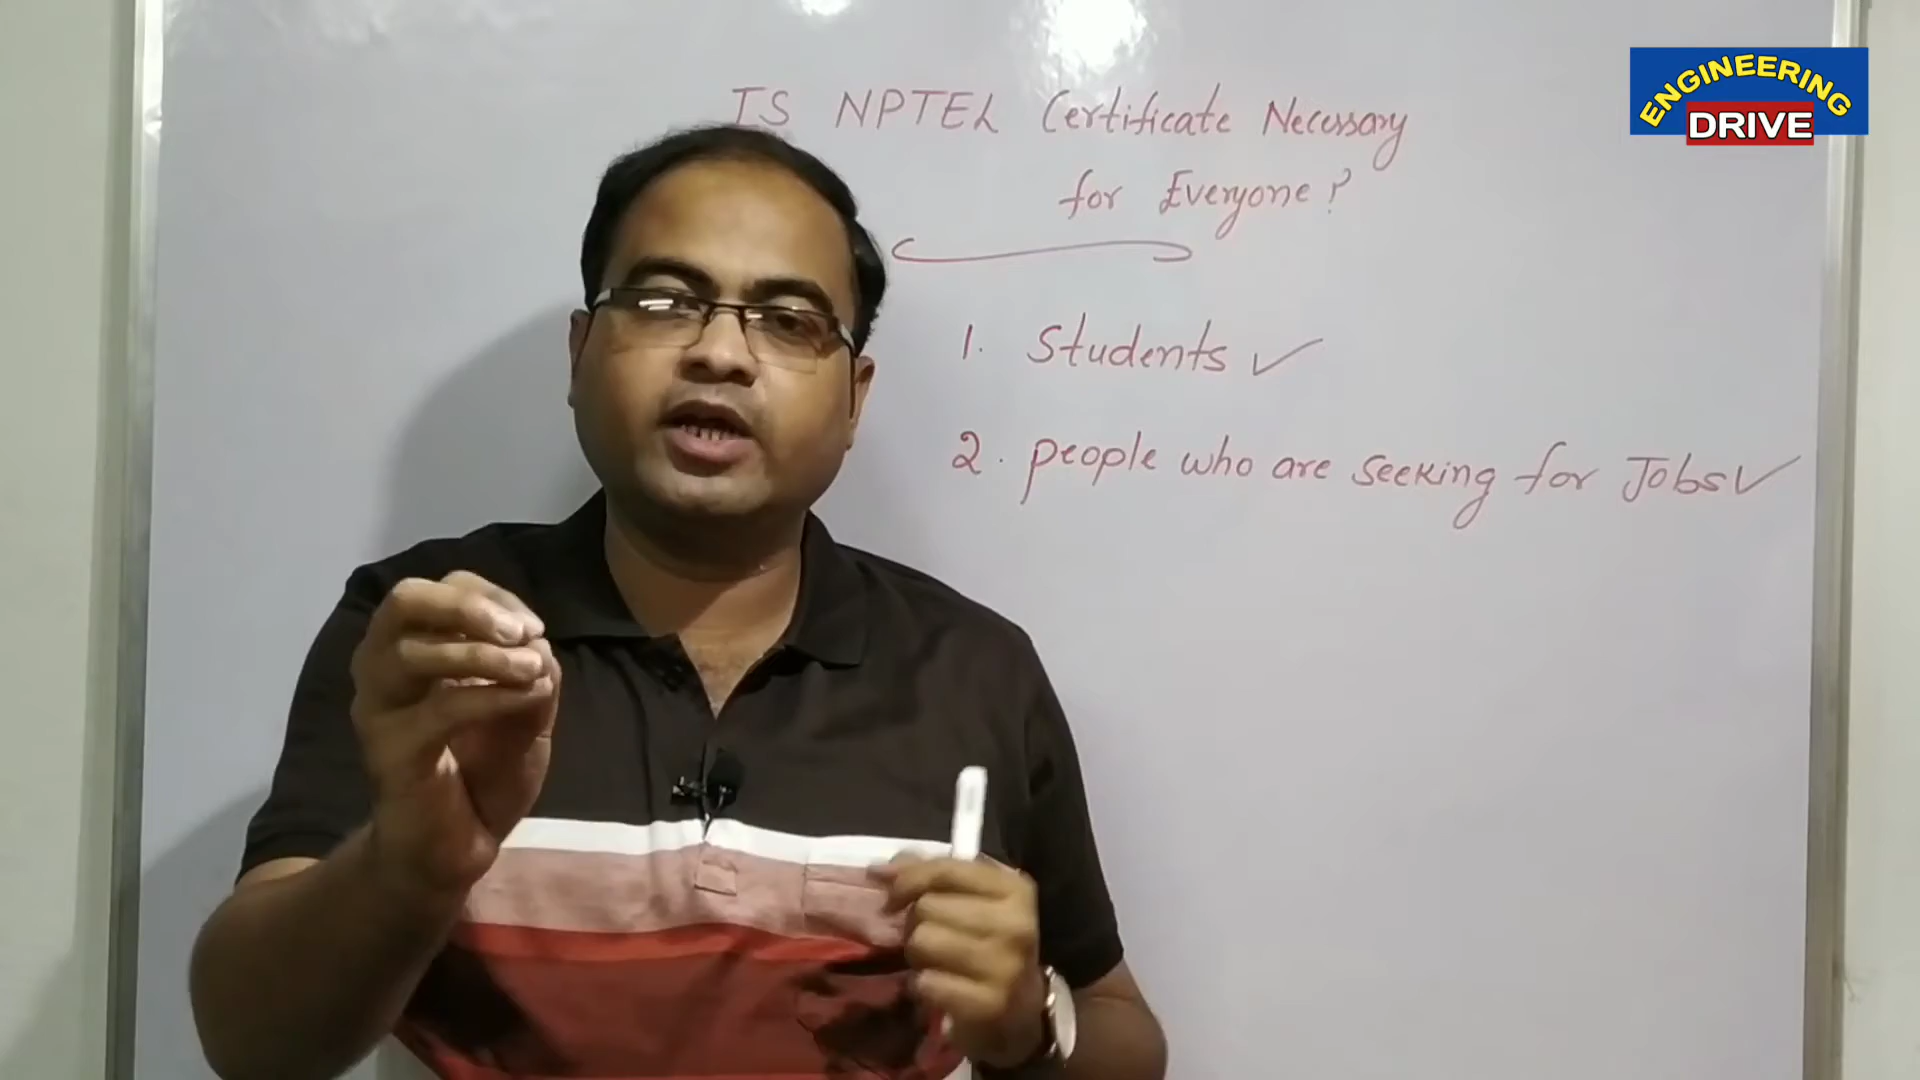 IS NPTEL Certificate Necessary
for Everyone?
1. Students ✓
2. people who are seeking for Jobs ✓
ENGINEERING
DRIVE